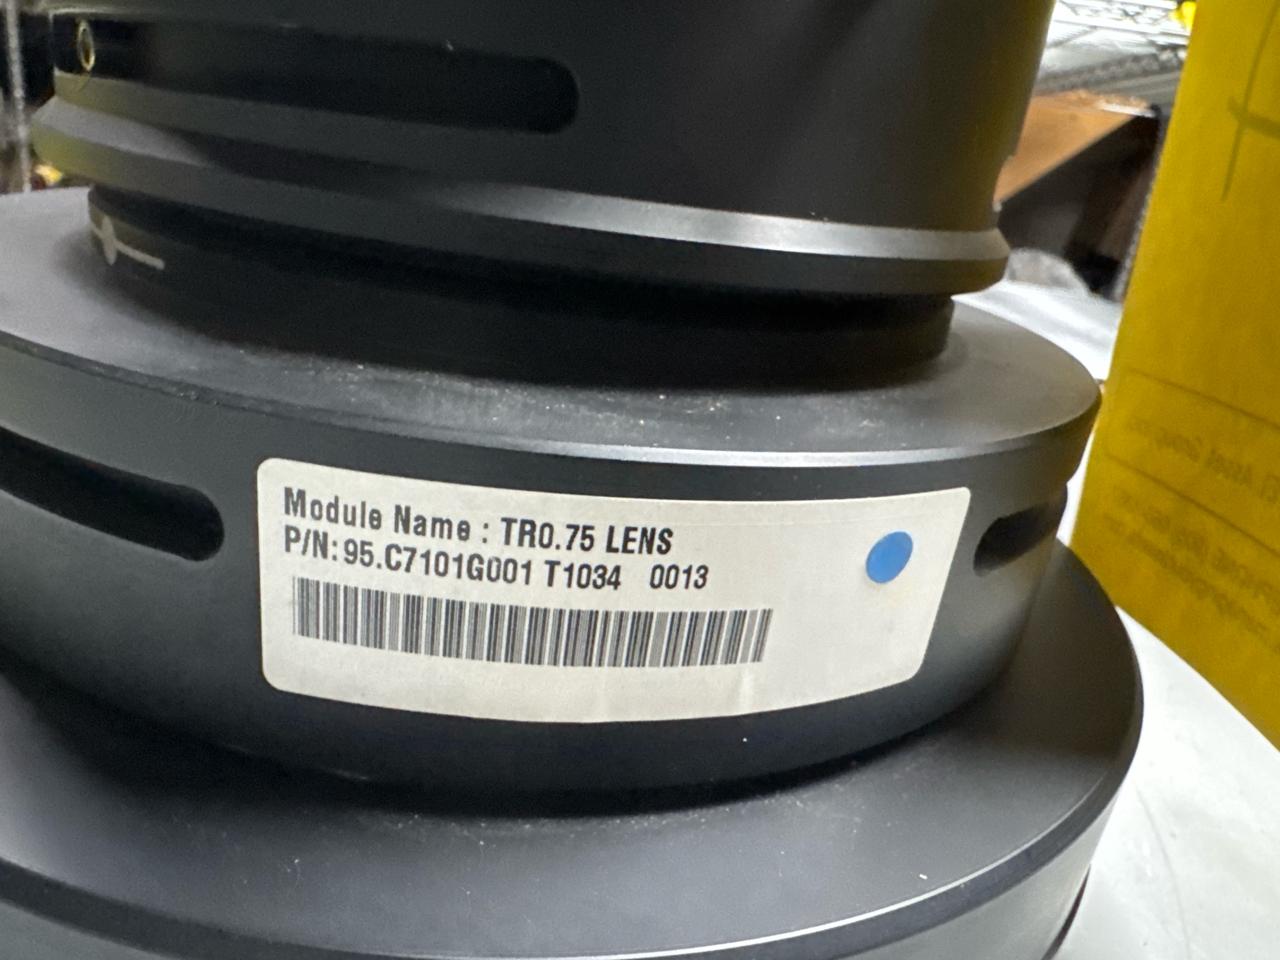 Module Name : TR0.75 LENS
P/N: 95.C7101G001 T1034 0013